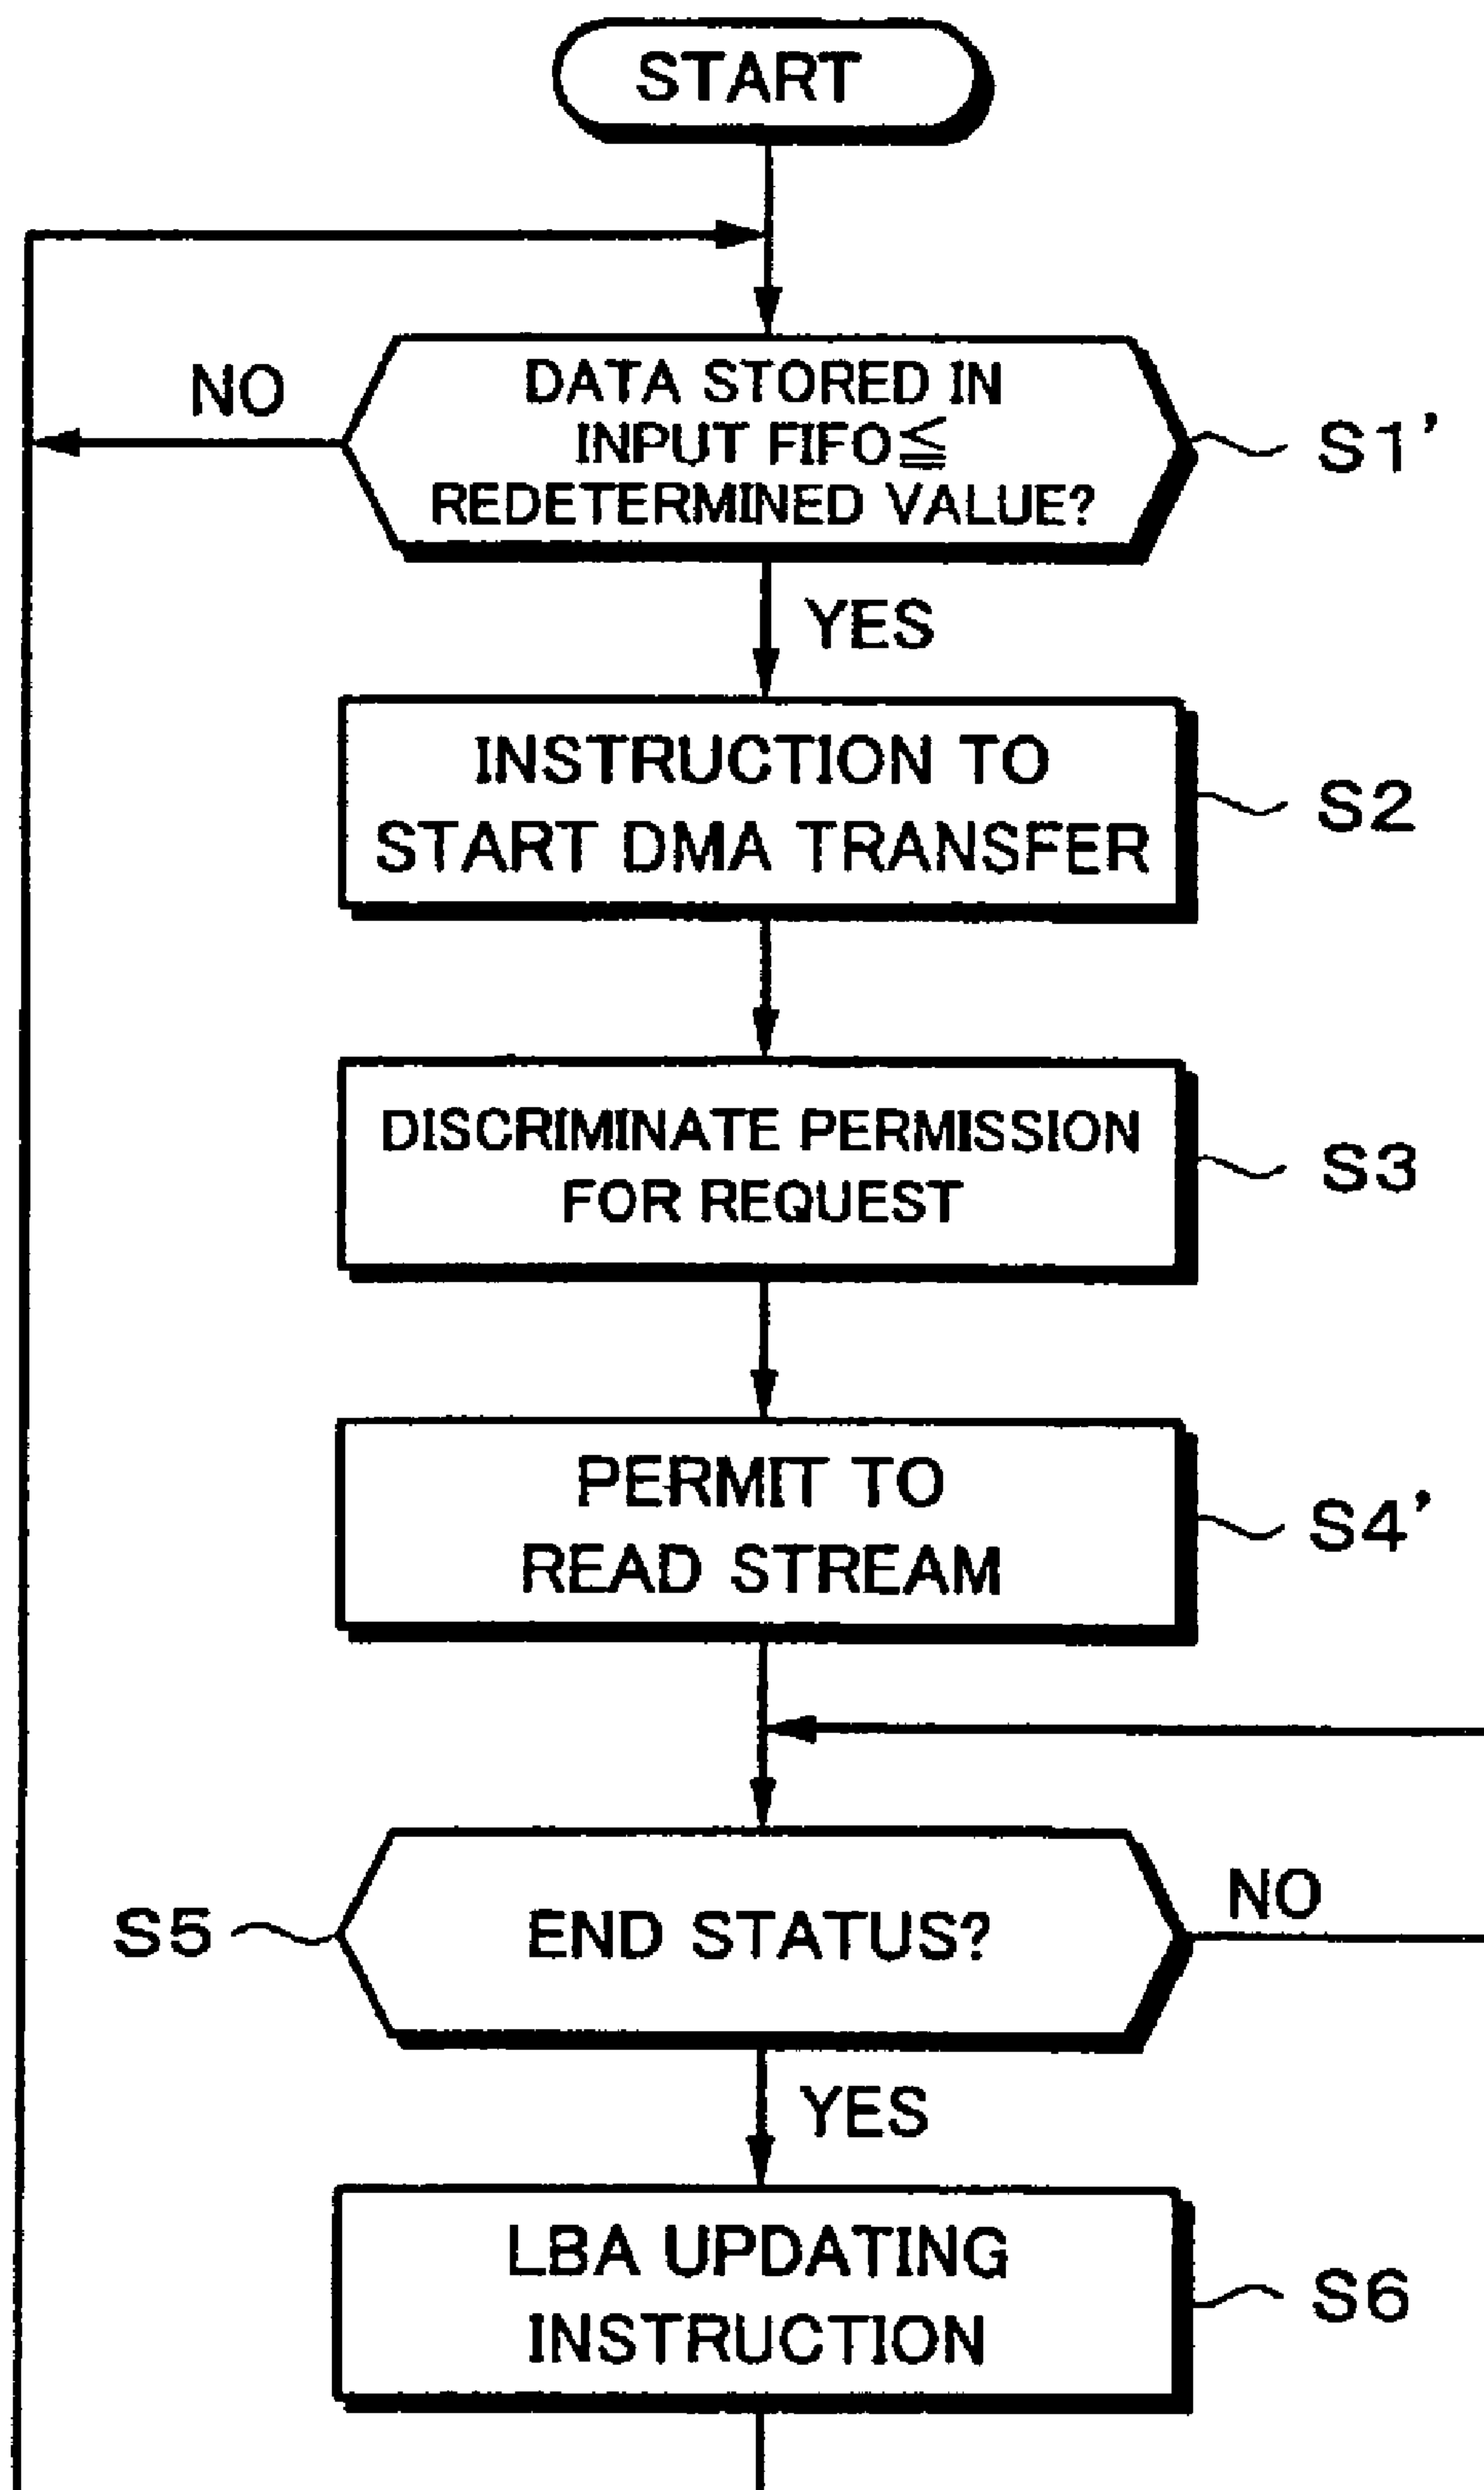 START
NO
DATA STORED IN
INPUT FIFO≦
REDETERMINED VALUE?
S1'
YES
INSTRUCTION TO
START DMA TRANSFER
S2
DISCRIMINATE PERMISSION
FOR REQUEST
S3
PERMIT TO
READ STREAM
S4'
S5
END STATUS?
NO
YES
LBA UPDATING
INSTRUCTION
S6